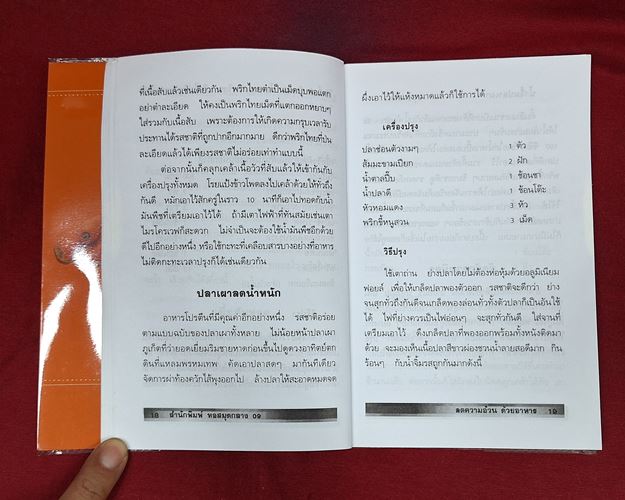 ที่เนื้อสับแล้วเช่นเดียวกัน พริกไทยตำเป็นเม็ดบุบพอแตก
อย่าตำละเอียด ให้คงเป็นพริกไทยเม็ดที่แตกออกหยาบๆ
ใส่รวมกับเนื้อสับ เพราะต้องการให้เกิดความกรุบเวลารับ
ประทานได้รสชาติที่ถูกปากอีกมากมาย ดีกว่าพริกไทยที่ป่น
ละเอียดแล้วได้เพียงรสชาติไม่อร่อยเท่าทำแบบนี้
ต่อจากนั้นก็คลุกเคล้าเนื้อวัวที่สับแล้วให้เข้ากันกับ
เครื่องปรุงทั้งหมด โรยแป้งข้าวโพดลงไปเคล้าด้วยให้ทั่วถึง
กันดี หมักเอาไว้สักครู่ในราว 10 นาทีก็เอาไปทอดกับน้ำ
มันพืชที่เตรียมเอาไว้ได้ ถ้ามีเตาไฟฟ้าที่ทันสมัยเช่นเตา
ไมรโครเวฟก็สะดวก ไม่จำเป็นจะต้องใช้น้ำมันพืชอีกด้วย
ดีไปอีกอย่างหนึ่ง หรือใช้กะทะที่เคลือบสารบางอย่างที่อาหาร
ไม่ติดกะทะเวลาปรุงก็ได้เช่นเดียวกัน
ปลาเผาลดน้ำหนัก
อาหารโปรตีนที่มีคุณค่าอีกอย่างหนึ่ง รสชาติอร่อย
ตามแบบฉบับของปลาเผาทั้งหลาย ไม่น้อยหน้าปลาเผา
ภูเก็ตที่ว่ายอดเยี่ยมริมชายหาดก่อนขึ้นไปดูดวงอาทิตย์ตก
ดินที่แหลมพรหมเทพ คัดเอาปลาสดๆ มากันทีเดียว
จัดการผ่าท้องควักไส้พุงออกไป ล้างปลาให้สะอาดหมดจด
18 สำนักพิมพ์ หอสมุดกลาง 09
ผึ่งเอาไว้ให้แห้งหมาดแล้วก็ใช้การได้
เครื่องปรุง
ปลาช่อนตัวงามๆ 1 ตัว
ส้มมะขามเปียก 2 ฝัก
น้ำตาลปี๊บ 1 ช้อนชา
น้ำปลาดี 1 ช้อนโต๊ะ
หัวหอมแดง 3 หัว
พริกขี้หนูสวน 3 เม็ด
วิธีปรุง
ใช้เตาถ่าน ย่างปลาโดยไม่ต้องห่อหุ้มด้วยอลูมิเนียม
ฟอยล์ เพื่อให้เกล็ดปลาพองตัวออก รสชาติจะดีกว่า ย่าง
จนสุกทั่วถึงกันดีจนเกล็ดพองล่อนทั่วทั้งตัวปลาก็เป็นอันใช้
ได้ ไฟที่ย่างควรเป็นไฟอ่อนๆ จะสุกทั่วกันดี ใส่จานที่
เตรียมเอาไว้ ดึงเกล็ดปลาที่พองออกพร้อมทั้งหนังติดมา
ด้วย จะมองเห็นเนื้อปลาสีขาวผ่องชวนน้ำลายสอดีมาก กิน
ร้อนๆ กับน้ำจิ้มรสถูกกันมากดังนี้
ลดความอ้วน ด้วยอาหาร 19